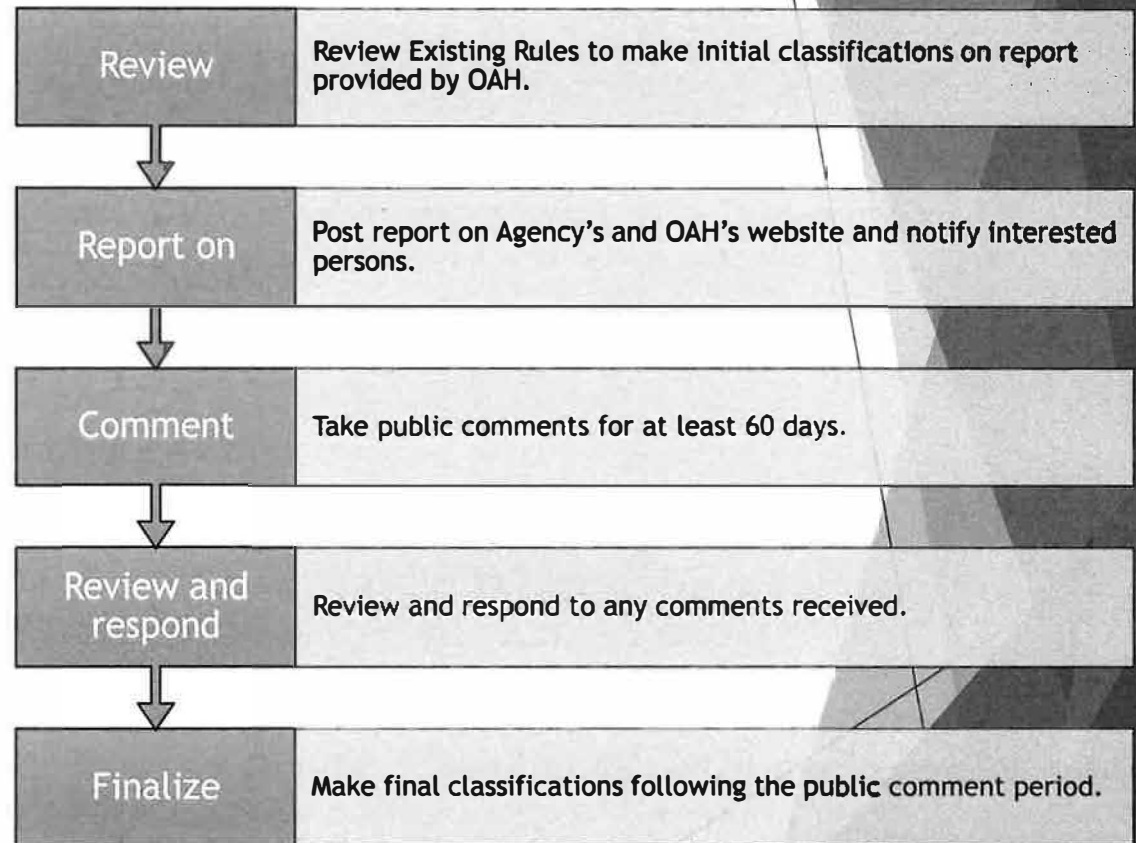 Review
Review Existing Rules to make initial classifications on report
provided by OAH.
Report on
Post report on Agency's and OAH's website and notify interested
persons.
Comment
Take public comments for at least 60 days.
Review and
respond
Review and respond to any comments received.
Finalize
Make final classifications following the public comment period.